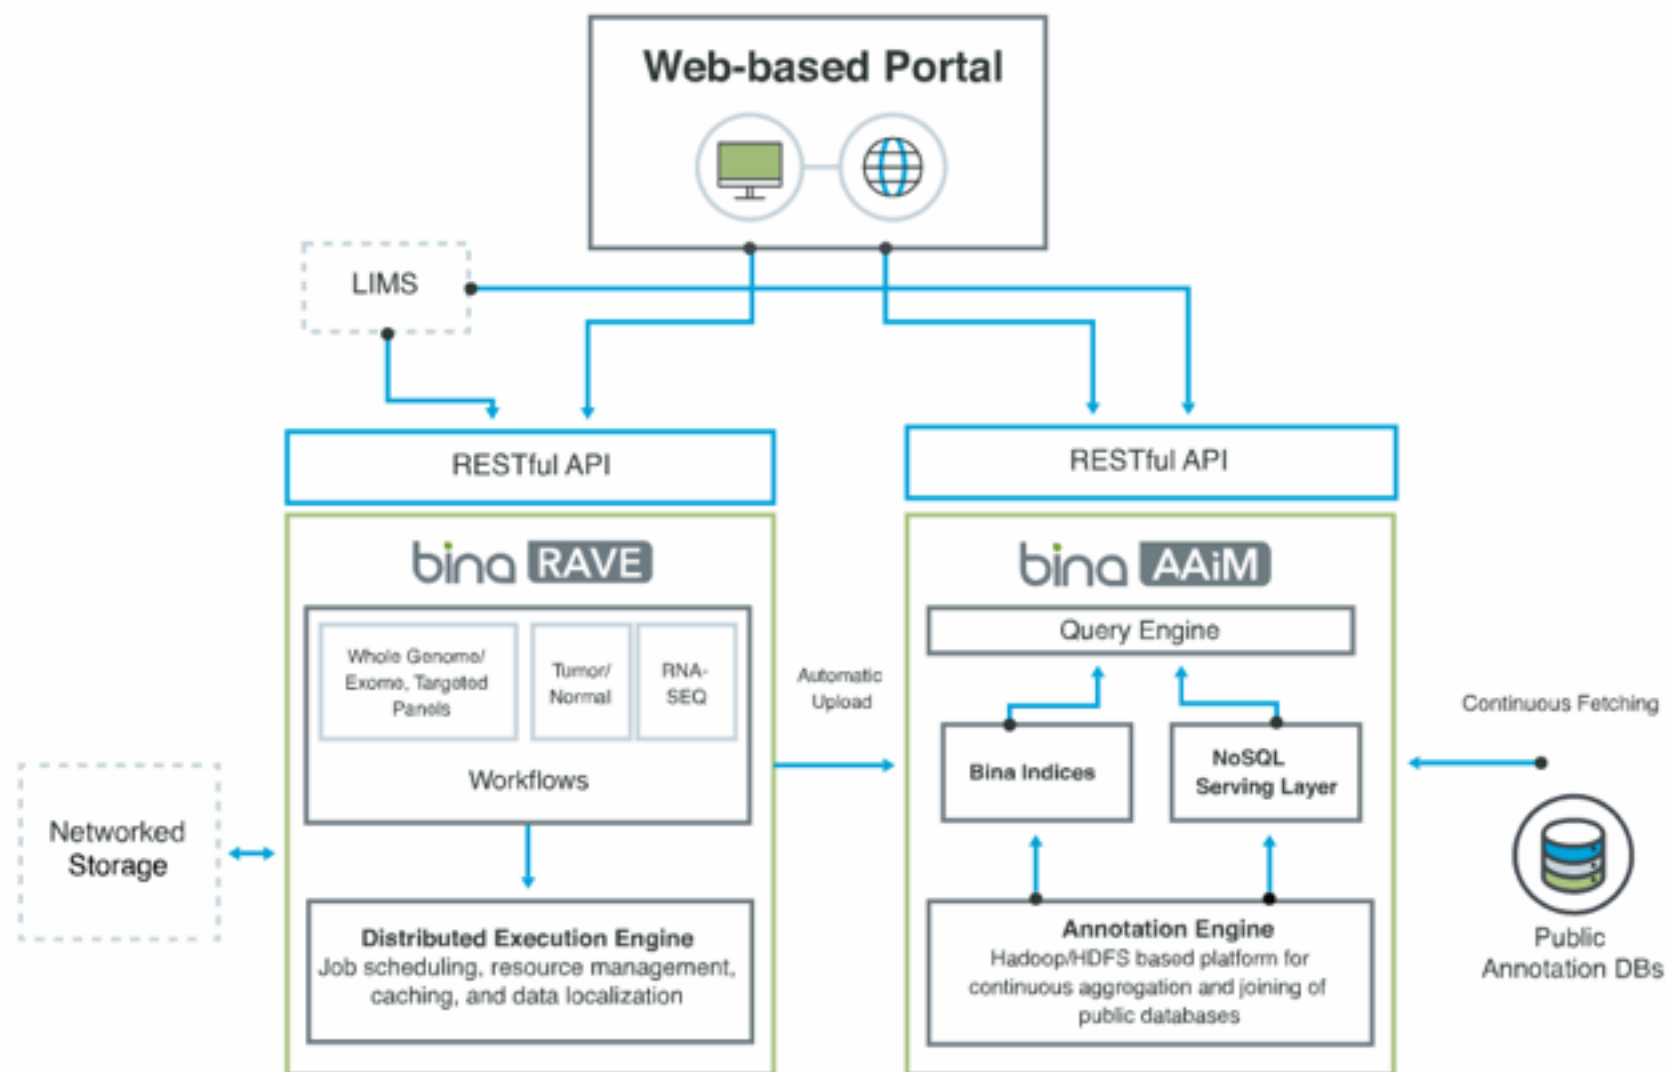 Web-based Portal
LIMS
RESTful API
RESTful API
bina RAVE
Whole Genome/
Exome, Targeted
Panels
Tumor/
Normal
RNA-
SEQ
Workflows
Distributed Execution Engine
Job scheduling, resource management,
caching, and data localization
Networked
Storage
Automatic
Upload
bina AAiM
Query Engine
Bina Indices
NoSQL
Serving Layer
Annotation Engine
Hadoop/HDFS based platform for
continuous aggregation and joining of
public databases
Continuous Fetching
Public
Annotation DBs